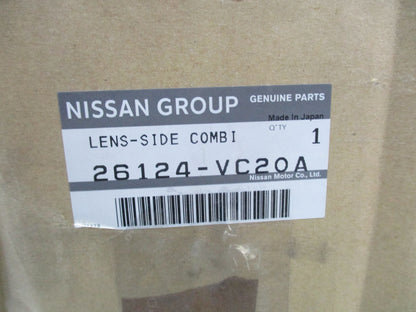 NISSAN GROUP GENUINE PARTS
Made In Japan
LENS-SIDE COMBI Q'TY 1
26124-VC20A
Nissan Motor Co., Ltd.